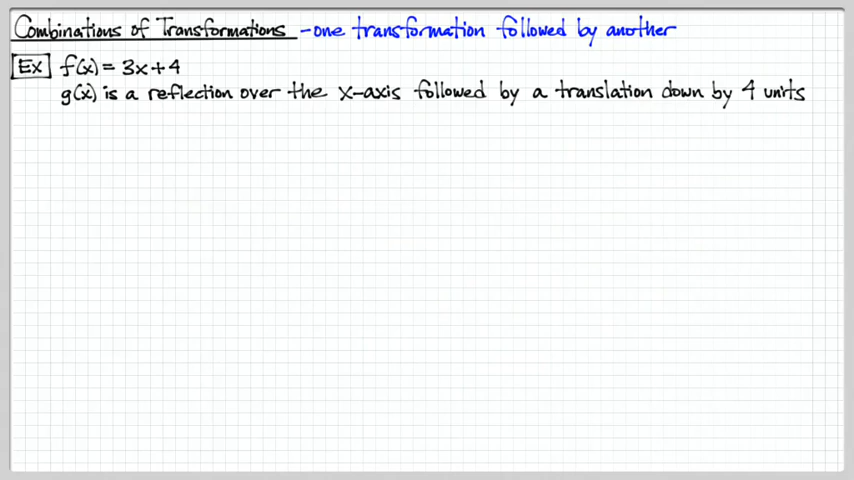 Combinations of Transformations - one transformation followed by another
Ex f(x) = 3x + 4
g(x) is a reflection over the x-axis followed by a translation down by 4 units